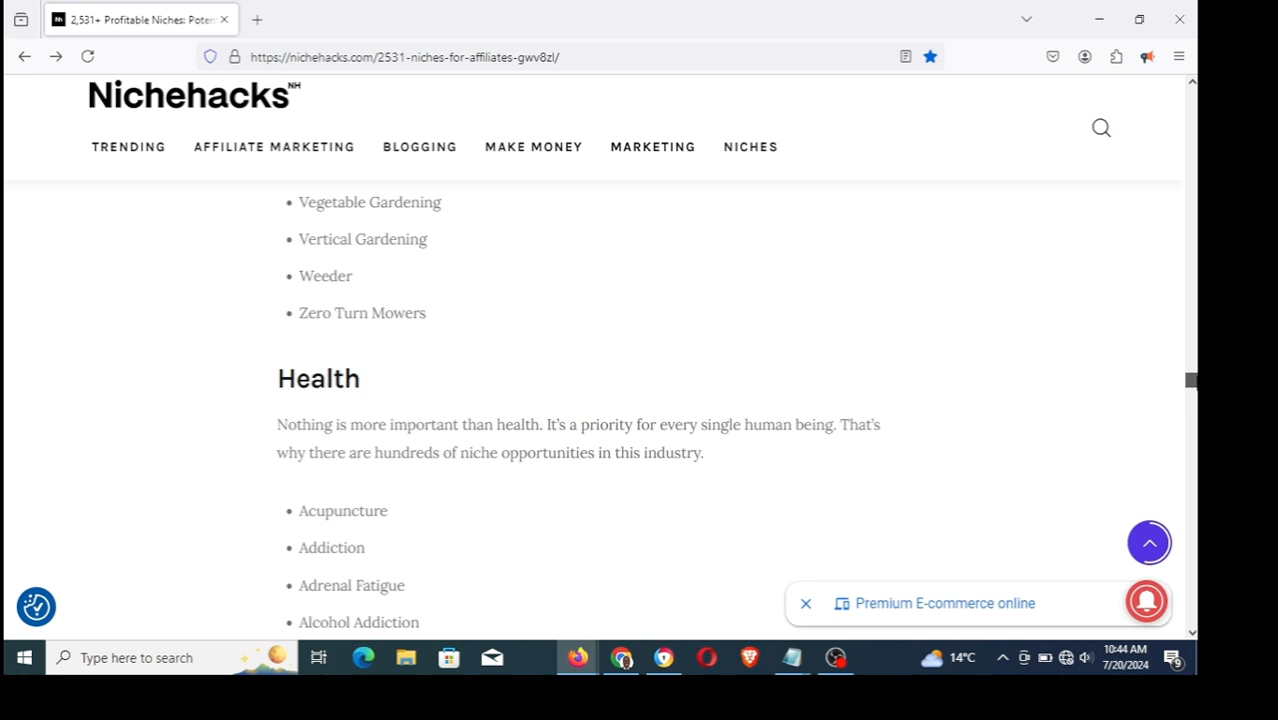 2,531+ Profitable Niches: Poten
https://nichehacks.com/2531-niches-for-affiliates-gwv8zl/
Nichehacks NH
TRENDING AFFILIATE MARKETING BLOGGING MAKE MONEY MARKETING NICHES
• Vegetable Gardening
• Vertical Gardening
• Weeder
• Zero Turn Mowers
Health
Nothing is more important than health. It's a priority for every single human being. That's
why there are hundreds of niche opportunities in this industry.
• Acupuncture
• Addiction
• Adrenal Fatigue
• Alcohol Addiction
Premium E-commerce online
Type here to search
14°C
10:44 AM
7/20/2024
9